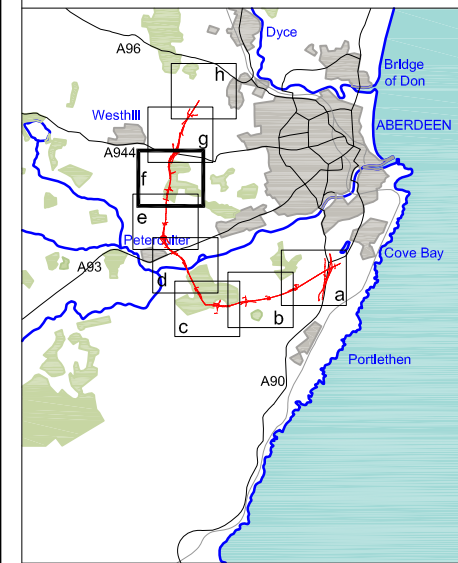 Dyce
A96
h
Bridge
of Don
Westhill
ABERDEEN
g
A944
f
e
Peterculter
Cove Bay
A93
d
a
b
c
Portlethen
A90